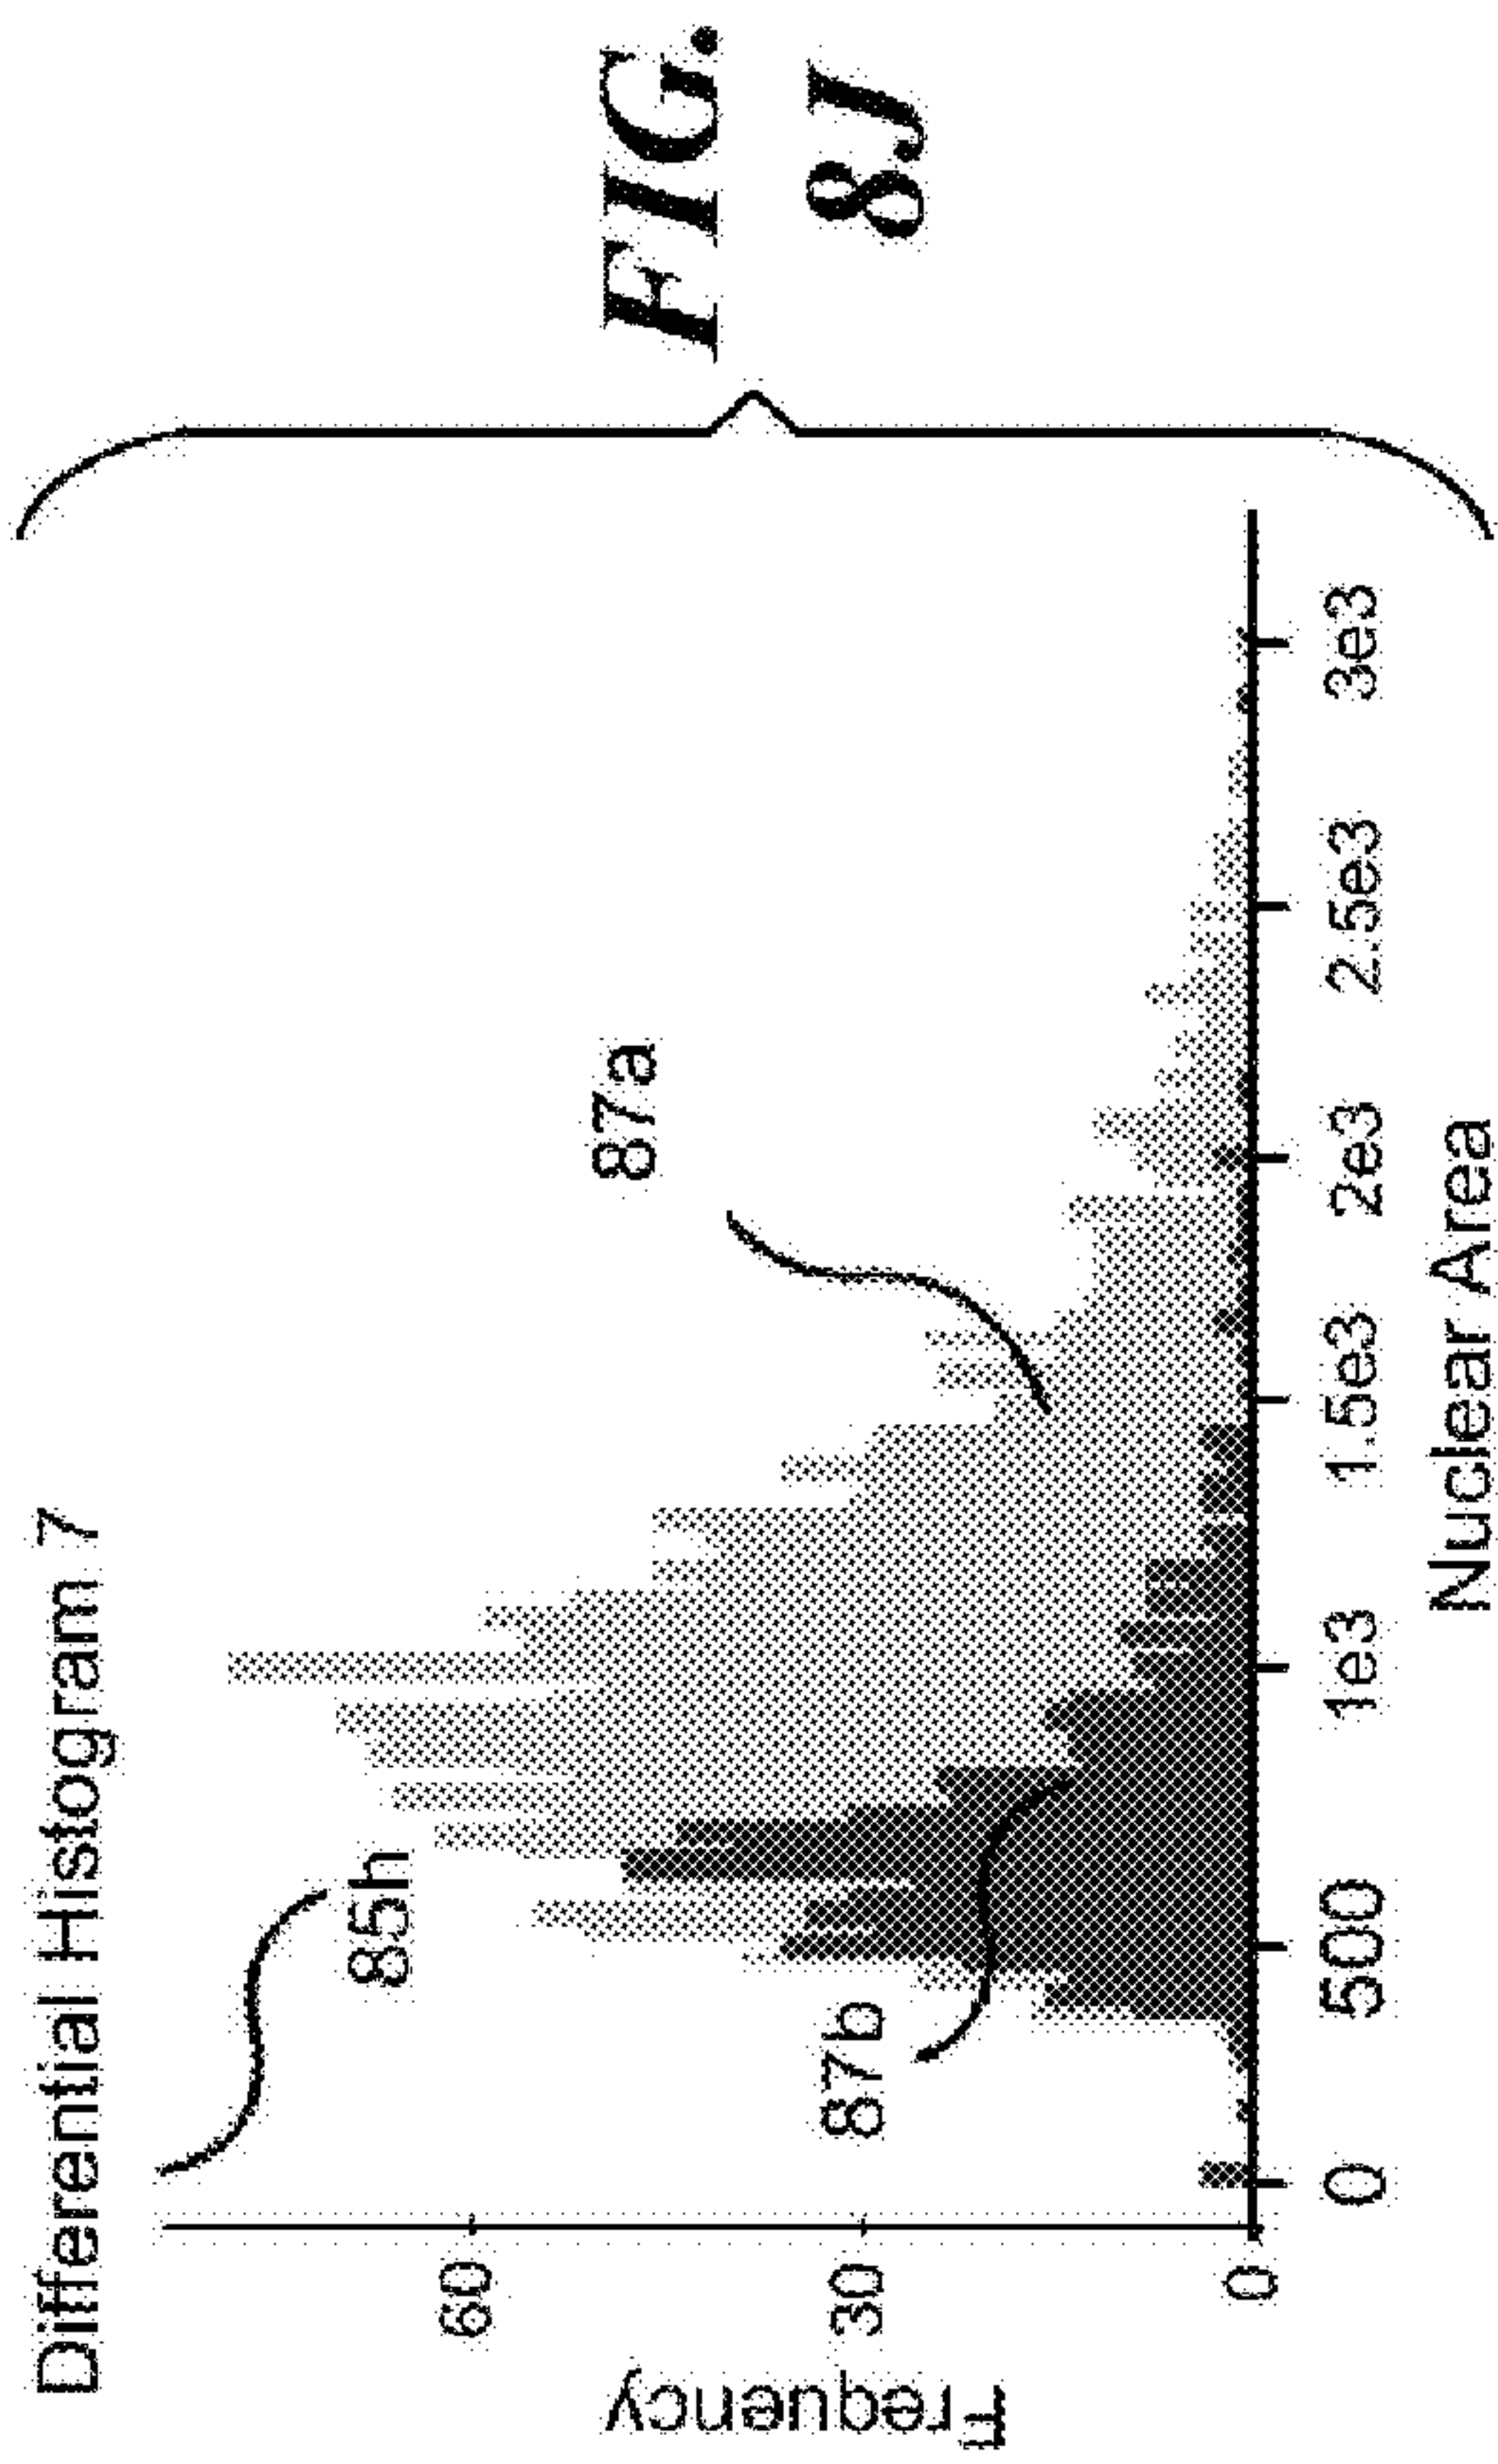 Differential Histogram 7
85h
87a
87b
Frequency
60
30
0
0
500
1e3
1.5e3
2e3
2.5e3
3e3
Nuclear Area
FIG.
8J